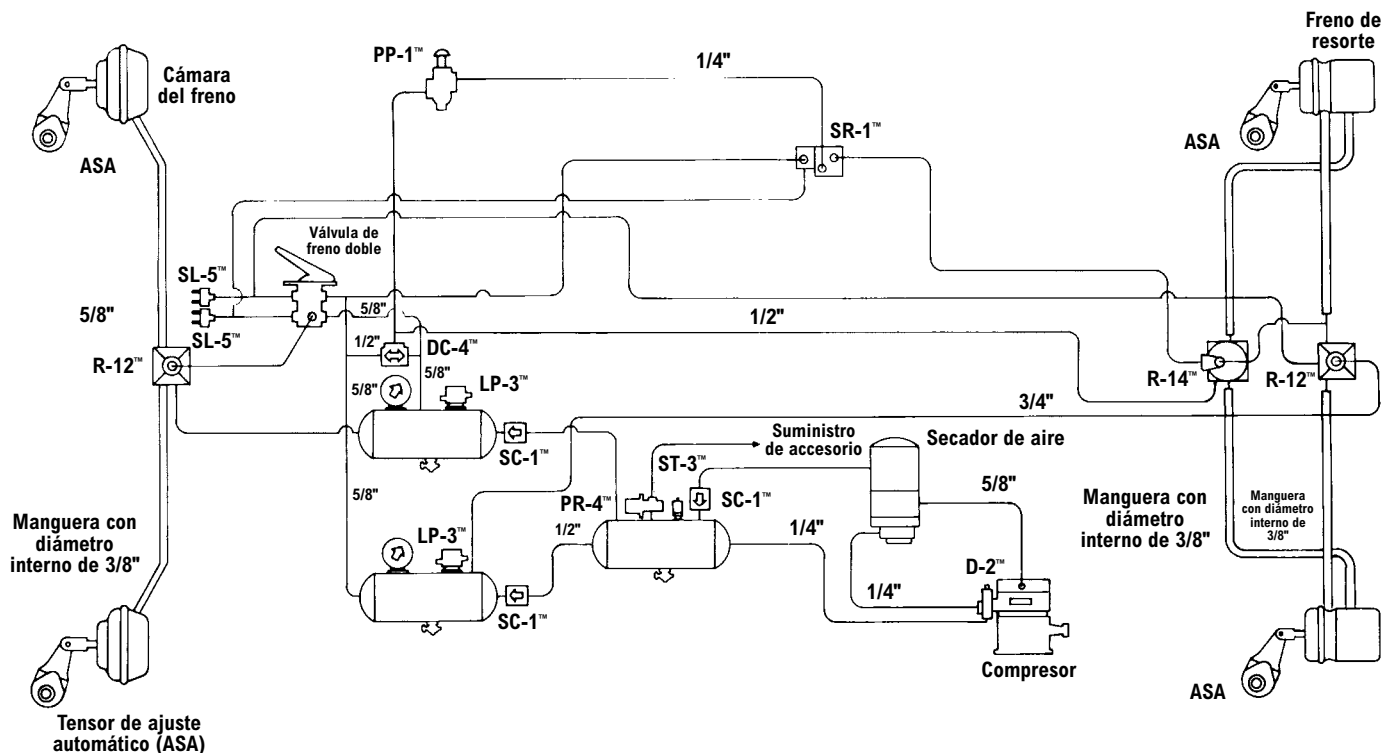 Freno de
resorte
PP-1™
1/4"
Cámara
del freno
SR-1™
ASA
ASA
Válvula de
freno doble
SL-5™
5/8"
5/8"
1/2"
SL-5™
1/2"
DC-4™
R-12™
R-14™
R-12™
5/8"
5/8"
LP-3™
3/4"
Suministro
de accesorio
Secador de aire
SC-1™
ST-3™
5/8"
PR-4™
SC-1™
5/8"
Manguera con
diámetro
interno de 3/8"
Manguera con
diámetro
interno de 3/8"
Manguera
con diámetro
interno de
3/8"
LP-3™
1/2"
1/4"
D-2™
1/4"
SC-1™
Compresor
ASA
Tensor de ajuste
automático (ASA)